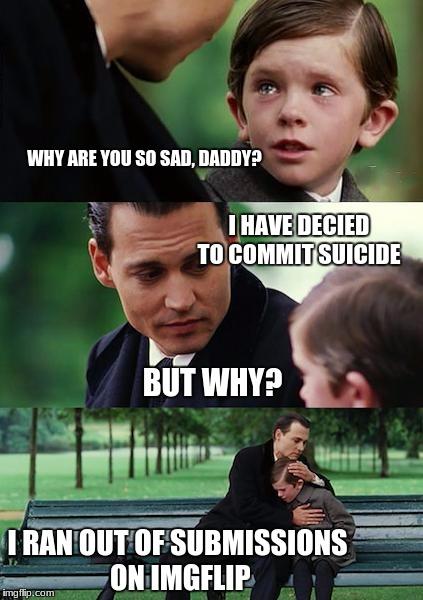 WHY ARE YOU SO SAD, DADDY?
I HAVE DECIED
TO COMMIT SUICIDE
BUT WHY?
I RAN OUT OF SUBMISSIONS
ON IMGFLIP
imgflip.com